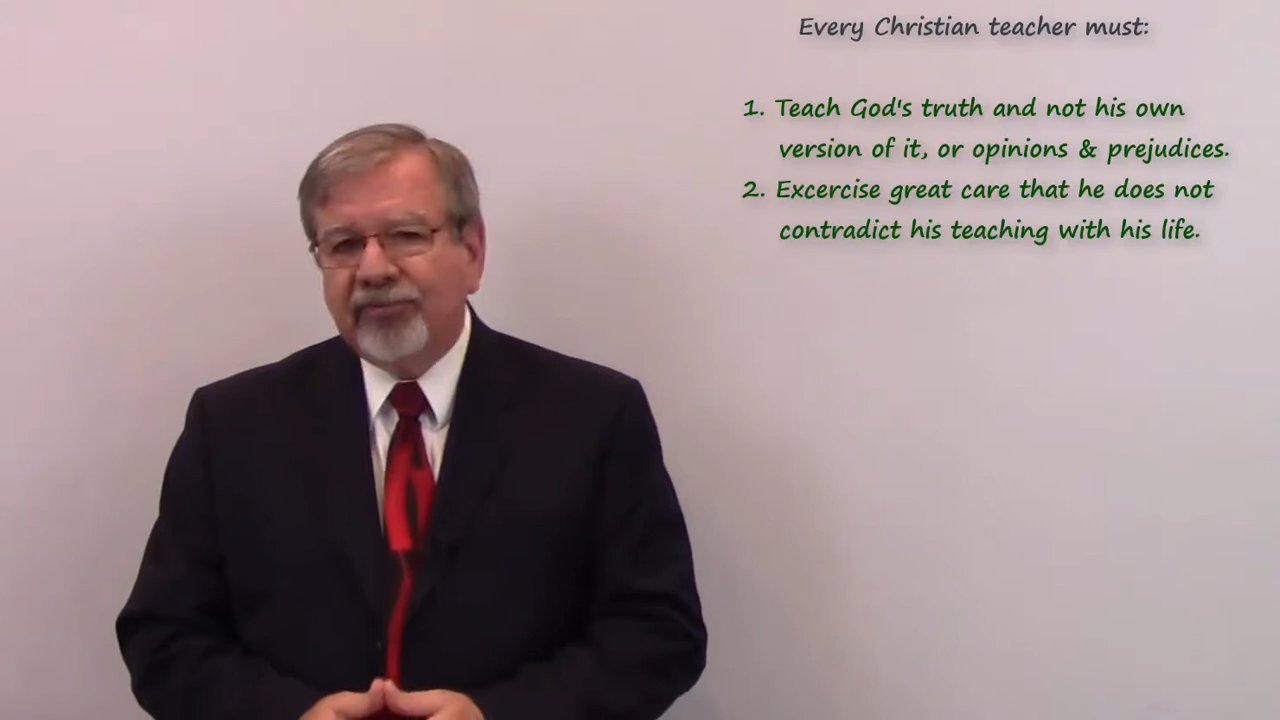 Every Christian teacher must:
1. Teach God's truth and not his own
version of it, or opinions & prejudices.
2. Excercise great care that he does not
contradict his teaching with his life.